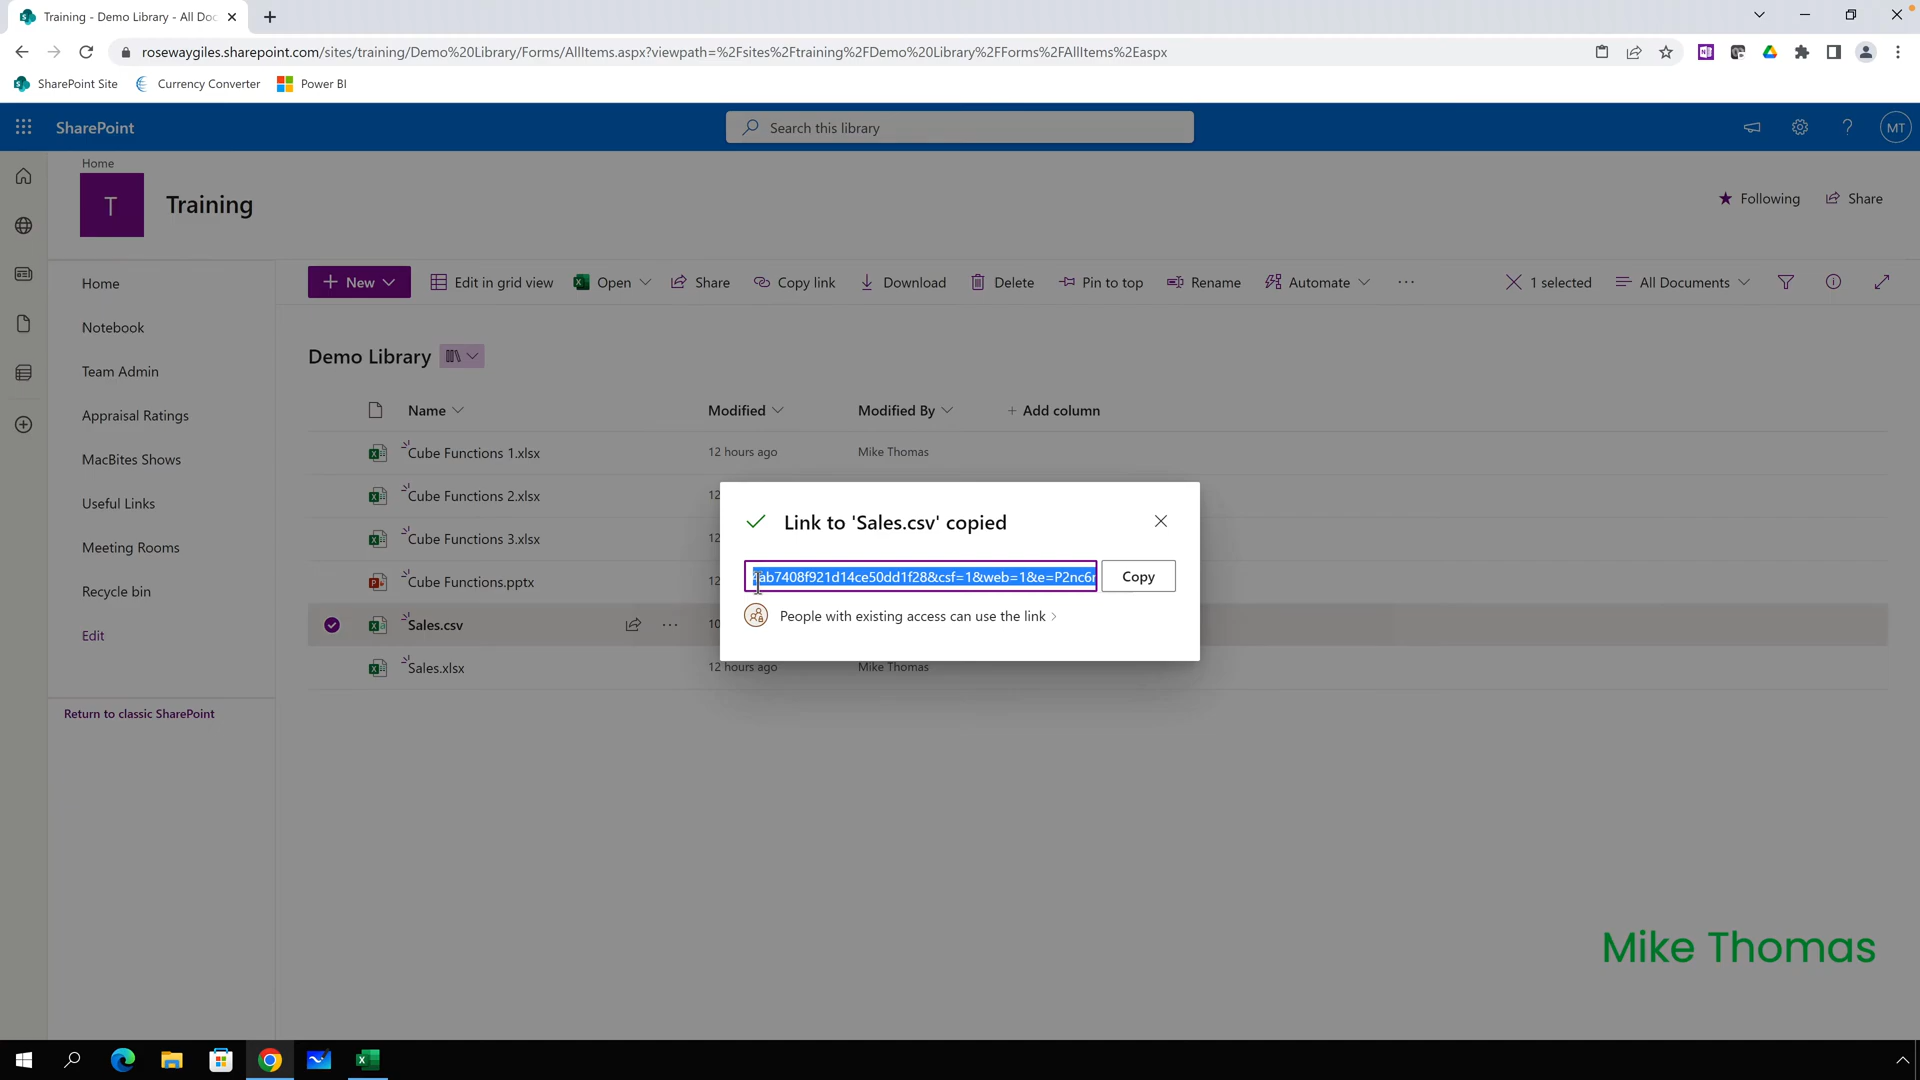 Training - Demo Library - All Doc
rosewaygiles.sharepoint.com/sites/training/Demo%20Library/Forms/AllItems.aspx?viewpath=%2Fsites%2Ftraining%2FDemo%20Library%2FForms%2FAllItems%2Easpx
SharePoint Site
Currency Converter
Power BI
SharePoint
Search this library
MT
Home
T
Training
Following
Share
Home
Notebook
Team Admin
Appraisal Ratings
MacBites Shows
Useful Links
Meeting Rooms
Recycle bin
Edit
Return to classic SharePoint
New
Edit in grid view
Open
Share
Copy link
Download
Delete
Pin to top
Rename
Automate
1 selected
All Documents
Demo Library
Name
Modified
Modified By
Add column
Cube Functions 1.xlsx
12 hours ago
Mike Thomas
Cube Functions 2.xlsx
12
Cube Functions 3.xlsx
12
Cube Functions.pptx
12
Sales.csv
10
Sales.xlsx
12 hours ago
Mike Thomas
Link to 'Sales.csv' copied
ab7408f921d14ce50dd1f28&csf=1&web=1&e=P2nc6
Copy
People with existing access can use the link
Mike Thomas